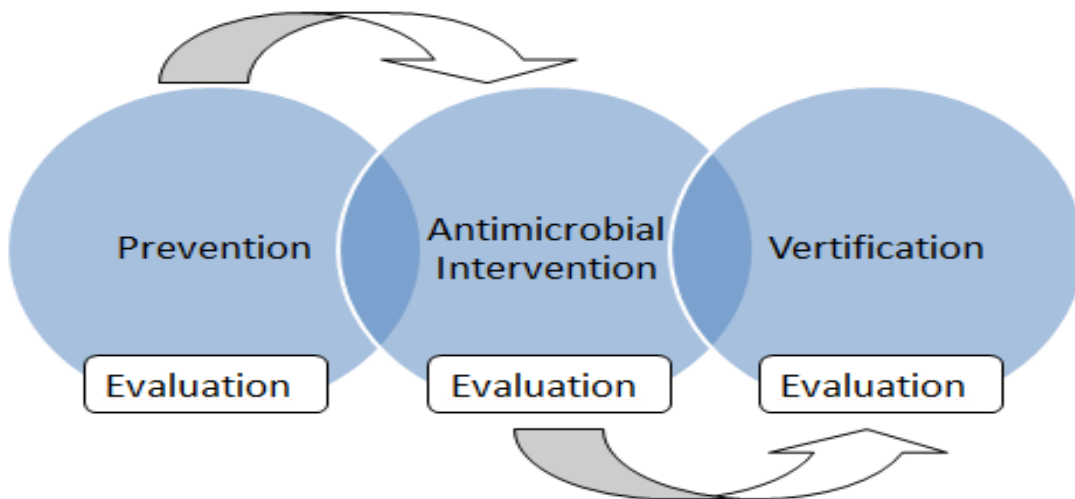 Prevention
Antimicrobial
Intervention
Vertification
Evaluation
Evaluation
Evaluation